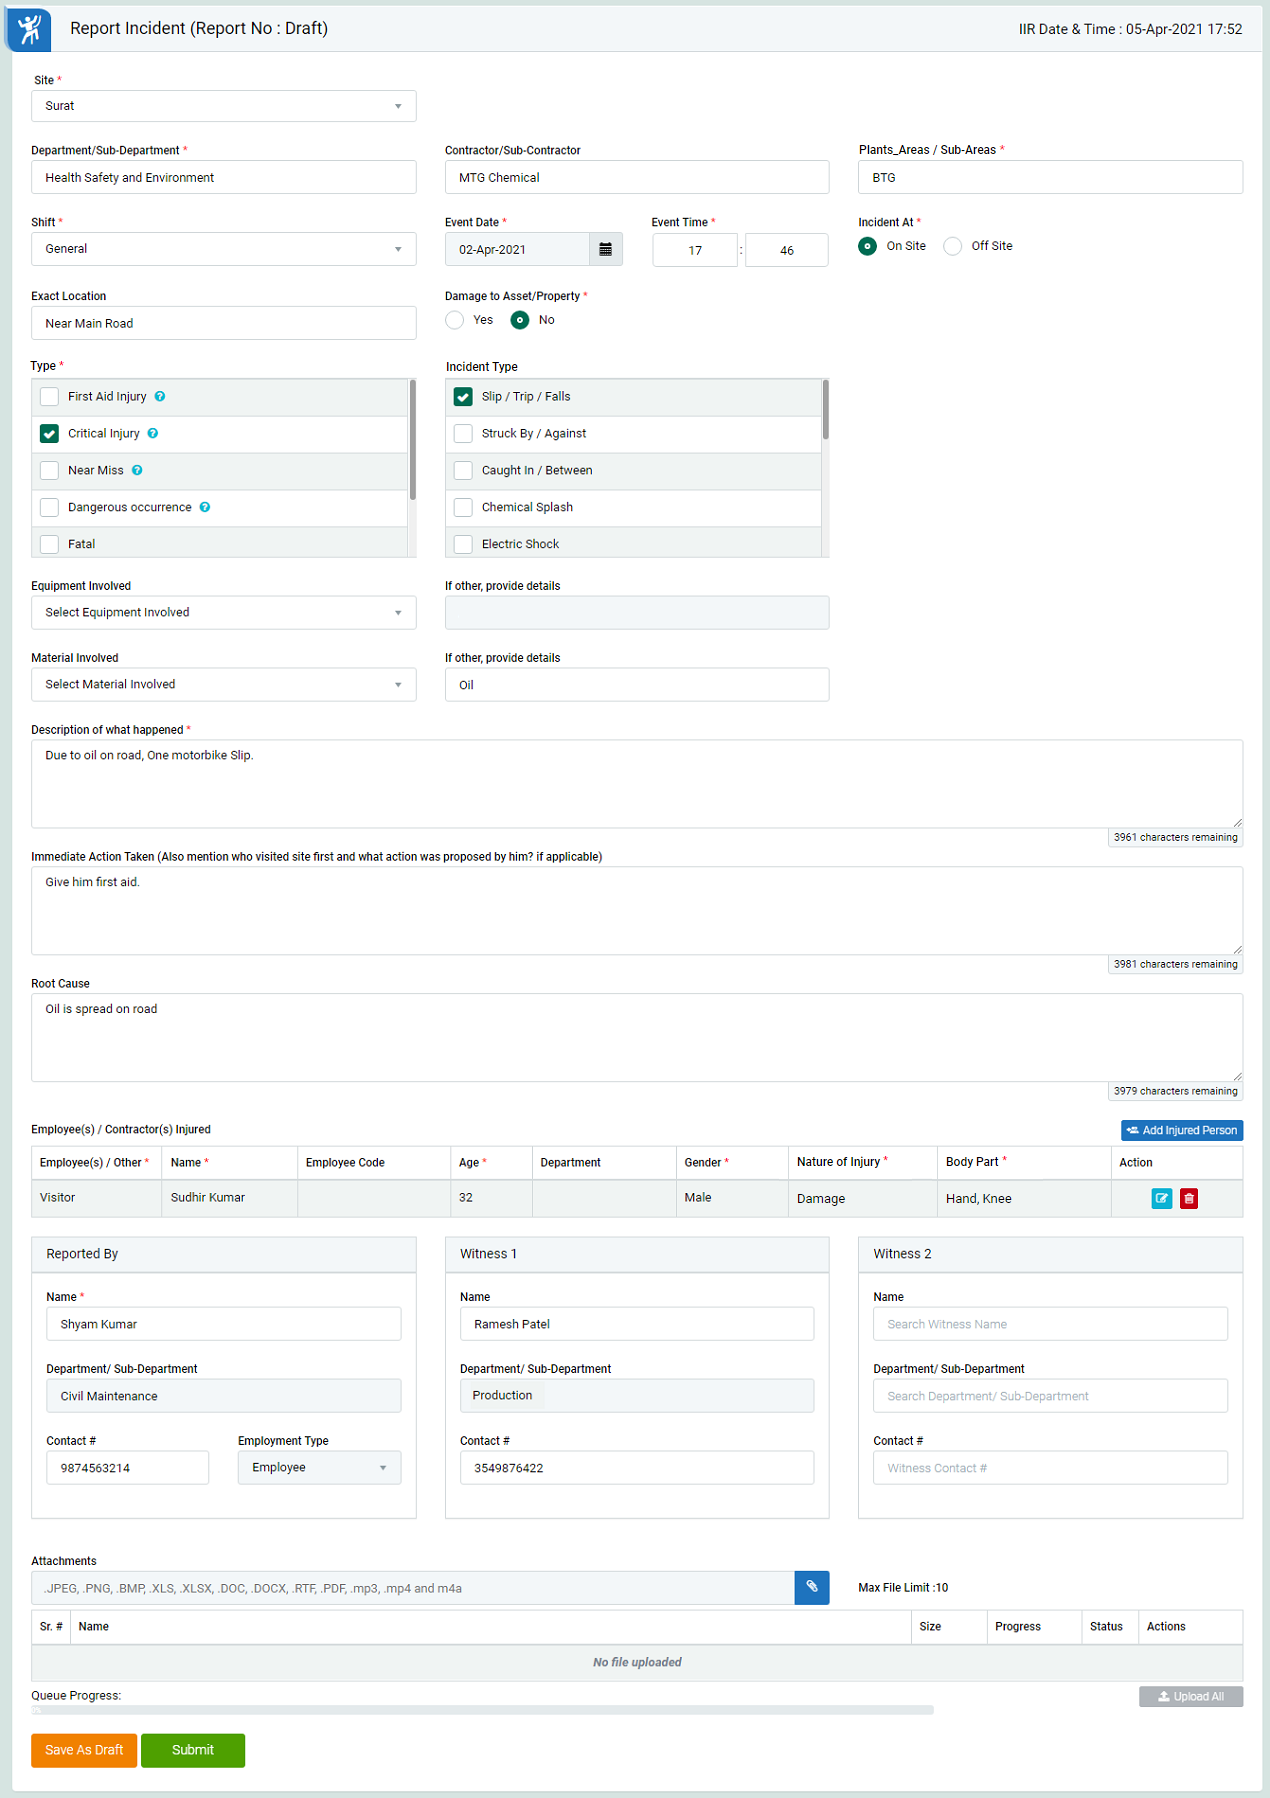 Report Incident (Report No : Draft)
IIR Date & Time : 05-Apr-2021 17:52
Site *
Surat
Department/Sub-Department *
Contractor/Sub-Contractor
Plants_Areas / Sub-Areas *
Health Safety and Environment
MTG Chemical
BTG
Shift *
Event Date *
Event Time *
Incident At *
General
02-Apr-2021
17 : 46
On Site
Off Site
Exact Location
Damage to Asset/Property *
Near Main Road
Yes
No
Type *
Incident Type
First Aid Injury ?
Slip / Trip / Falls
Critical Injury ?
Struck By / Against
Near Miss ?
Caught In / Between
Dangerous occurrence ?
Chemical Splash
Fatal
Electric Shock
Equipment Involved
If other, provide details
Select Equipment Involved
Material Involved
If other, provide details
Select Material Involved
Oil
Description of what happened *
Due to oil on road, One motorbike Slip.
3961 characters remaining
Immediate Action Taken (Also mention who visited site first and what action was proposed by him? if applicable)
Give him first aid.
3981 characters remaining
Root Cause
Oil is spread on road
3979 characters remaining
Employee(s) / Contractor(s) Injured
Add Injured Person
Employee(s) / Other * Name * Employee Code Age * Department Gender * Nature of Injury * Body Part * Action
Visitor Sudhir Kumar 32 Male Damage Hand, Knee
Reported By
Name *
Shyam Kumar
Department/ Sub-Department
Civil Maintenance
Contact #
Employment Type
9874563214
Employee
Witness 1
Name
Ramesh Patel
Department/ Sub-Department
Production
Contact #
3549876422
Witness 2
Name
Search Witness Name
Department/ Sub-Department
Search Department/ Sub-Department
Contact #
Witness Contact #
Attachments
.JPEG, .PNG, .BMP, .XLS, .XLSX, .DOC, .DOCX, .RTF, .PDF, .mp3, .mp4 and m4a
Max File Limit :10
Sr. # Name Size Progress Status Actions
No file uploaded
Queue Progress:
Upload All
Save As Draft
Submit